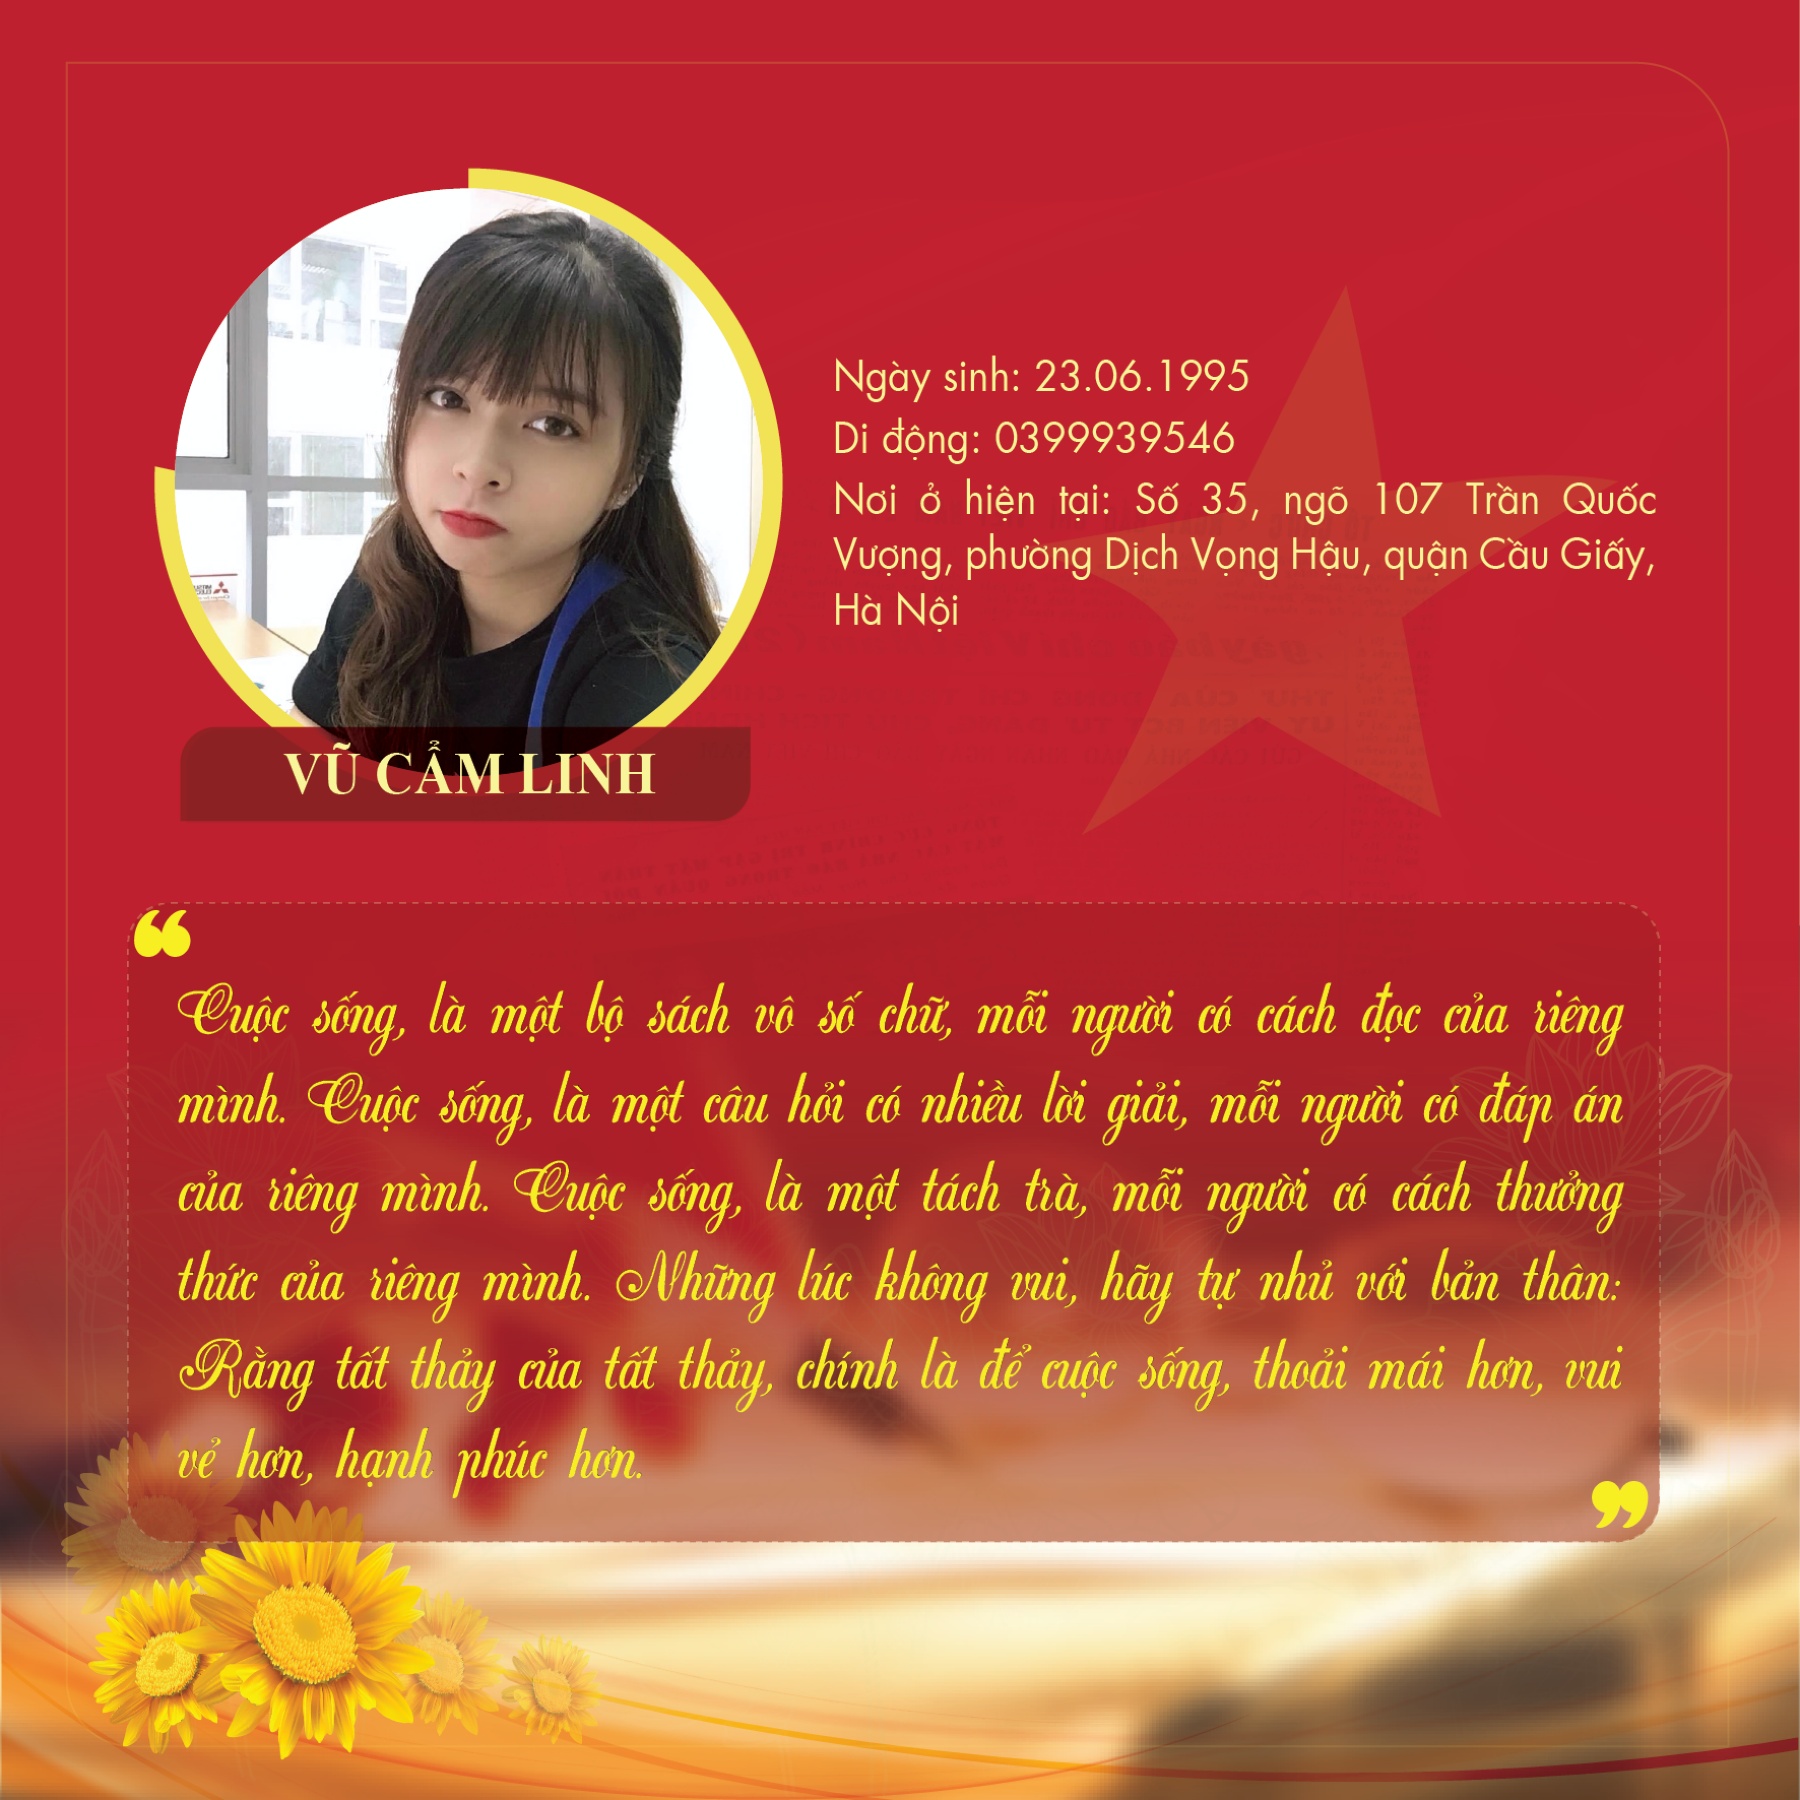 Ngày sinh: 23.06.1995
Di động: 0399939546
Nơi ở hiện tại: Số 35, ngõ 107 Trần Quốc
Vượng, phường Dịch Vọng Hậu, quận Cầu Giấy,
Hà Nội
VŨ CẨM LINH
“
Cuộc sống, là một bộ sách vô số chữ, mỗi người có cách đọc của riêng
mình. Cuộc sống, là một câu hỏi có nhiều lời giải, mỗi người có đáp án
của riêng mình. Cuộc sống, là một tách trà, mỗi người có cách thưởng
thức của riêng mình. Những lúc không vui, hãy tự nhủ với bản thân:
Rằng tất thảy của tất thảy, chính là để cuộc sống, thoải mái hơn, vui
vẻ hơn, hạnh phúc hơn.
”